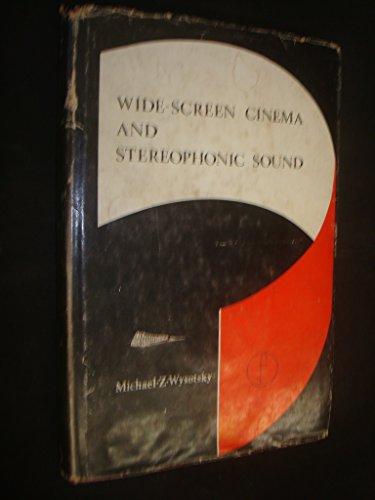 WIDE-SCREEN CINEMA
AND
STEREOPHONIC SOUND
Michael·Z·Wysotsky